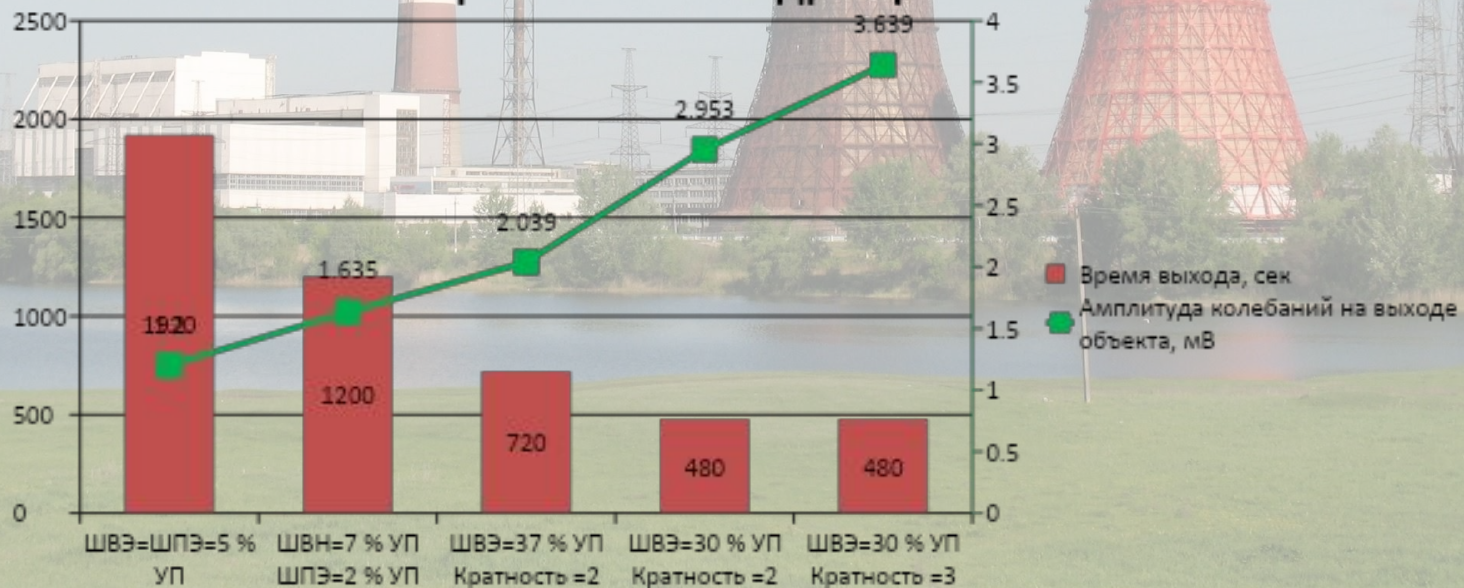 2500
2000
1500
1000
500
0
4
3.5
3
2.5
2
1.5
1
0.5
0
3.639
2.953
2.039
1.635
1200
720
480
480
ШВЭ=ШПЭ=5 %
УП
ШВН=7 % УП
ШПЭ=2 % УП
ШВЭ=37 % УП
Кратность =2
ШВЭ=30 % УП
Кратность =2
ШВЭ=30 % УП
Кратность =3
Время выхода, сек
Амплитуда колебаний на выходе
объекта, мВ